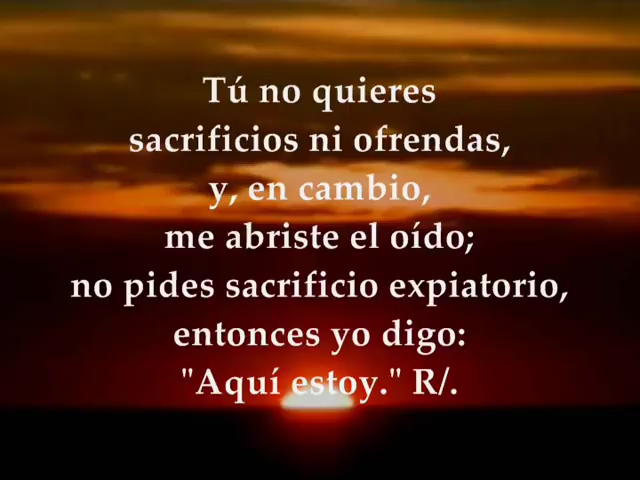 Tú no quieres
sacrificios ni ofrendas,
y, en cambio,
me abriste el oído;
no pides sacrificio expiatorio,
entonces yo digo:
"Aquí estoy." R/.